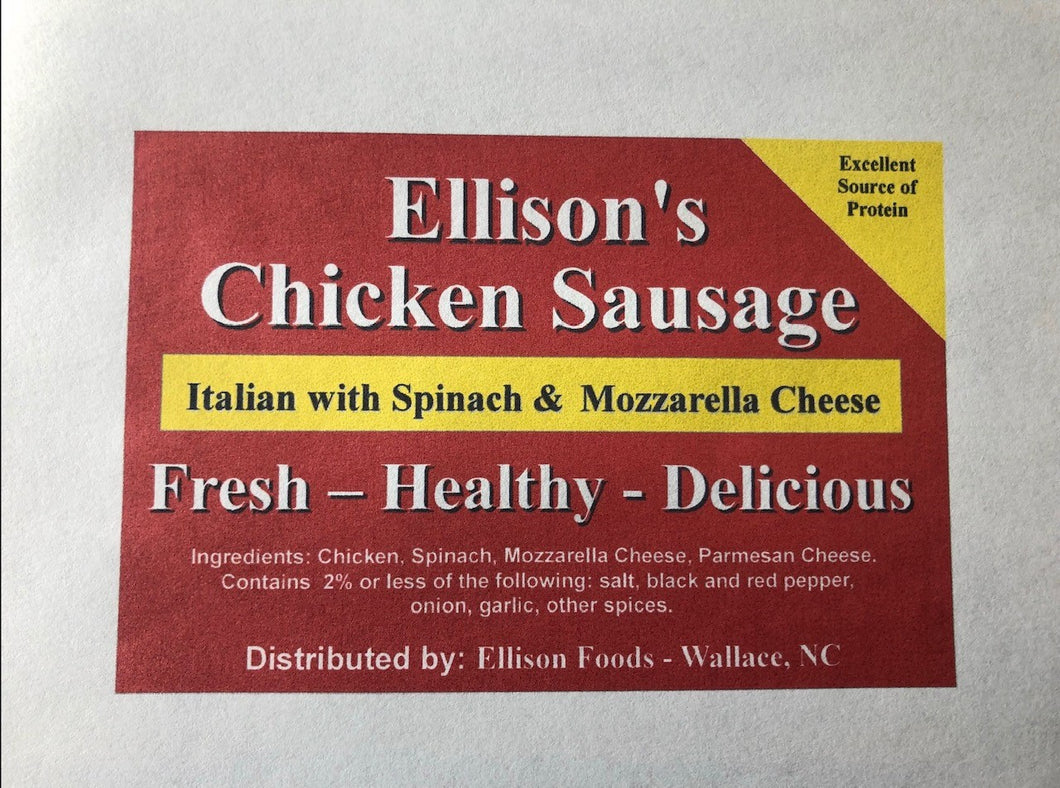 Excellent
Source of
Protein
Ellison's
Chicken Sausage
Italian with Spinach & Mozzarella Cheese
Fresh – Healthy - Delicious
Ingredients: Chicken, Spinach, Mozzarella Cheese, Parmesan Cheese.
Contains 2% or less of the following: salt, black and red pepper,
onion, garlic, other spices.
Distributed by: Ellison Foods - Wallace, NC